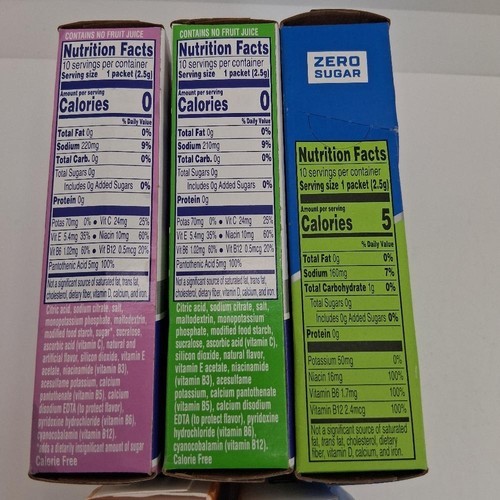 CONTAINS NO FRUIT JUICE
Nutrition Facts
10 servings per container
Serving size 1 packet (2.5g)
Amount per serving
Calories 0
% Daily Value
Total Fat 0g 0%
Sodium 220mg 9%
Total Carb. 0g 0%
Total Sugars 0g
Includes 0g Added Sugars 0%
Protein 0g
Potas 70mg 0% • Vit C 24mg 25%
Vit E 5.4mg 35% • Niacin 10mg 60%
Vit B6 1.02mg 60% • Vit B12 0.5mcg 20%
Pantothenic Acid 5mg 100%
Not a significant source of saturated fat, trans fat,
cholesterol, dietary fiber, vitamin D, calcium, and iron.
Citric acid, sodium citrate, salt,
monopotassium phosphate, maltodextrin,
modified food starch, sugar*, sucralose,
ascorbic acid (vitamin C), natural and
artificial flavor, silicon dioxide, vitamin E
acetate, niacinamide (vitamin B3),
acesulfame potassium, calcium
pantothenate (vitamin B5), calcium disodium
EDTA (to protect flavor), pyridoxine
hydrochloride (vitamin B6),
cyanocobalamin (vitamin B12).
*adds a dietarily insignificant amount of sugar
Calorie Free
CONTAINS NO FRUIT JUICE
Nutrition Facts
10 servings per container
Serving size 1 packet (2.5g)
Amount per serving
Calories 0
% Daily Value
Total Fat 0g 0%
Sodium 210mg 9%
Total Carb. 0g 0%
Total Sugars 0g
Includes 0g Added Sugars 0%
Protein 0g
Potas 70mg 0% • Vit C 24mg 25%
Vit E 5.4mg 35% • Niacin 10mg 60%
Vit B6 1.02mg 60% • Vit B12 0.5mcg 20%
Pantothenic Acid 5mg 100%
Not a significant source of saturated fat, trans fat,
cholesterol, dietary fiber, vitamin D, calcium, and iron.
Citric acid, sodium citrate, salt,
maltodextrin, monopotassium
phosphate, modified food starch,
sucralose, ascorbic acid (vitamin C),
silicon dioxide, natural flavor,
vitamin E acetate, niacinamide
(vitamin B3), acesulfame
potassium, calcium pantothenate
(vitamin B5), calcium disodium
EDTA (to protect flavor), pyridoxine
hydrochloride (vitamin B6),
cyanocobalamin (vitamin B12).
Calorie Free
ZERO
SUGAR
Nutrition Facts
10 servings per container
Serving size 1 packet (2.5g)
Amount per serving
Calories 5
% Daily Value
Total Fat 0g 0%
Sodium 160mg 7%
Total Carbohydrate 1g 0%
Total Sugars 0g
Includes 0g Added Sugars 0%
Protein 0g
Potassium 50mg 0%
Niacin 16mg 100%
Vitamin B6 1.7mg 100%
Vitamin B12 2.4mcg 100%
Not a significant source of saturated
fat, trans fat, cholesterol, dietary
fiber, vitamin D, calcium, and iron.